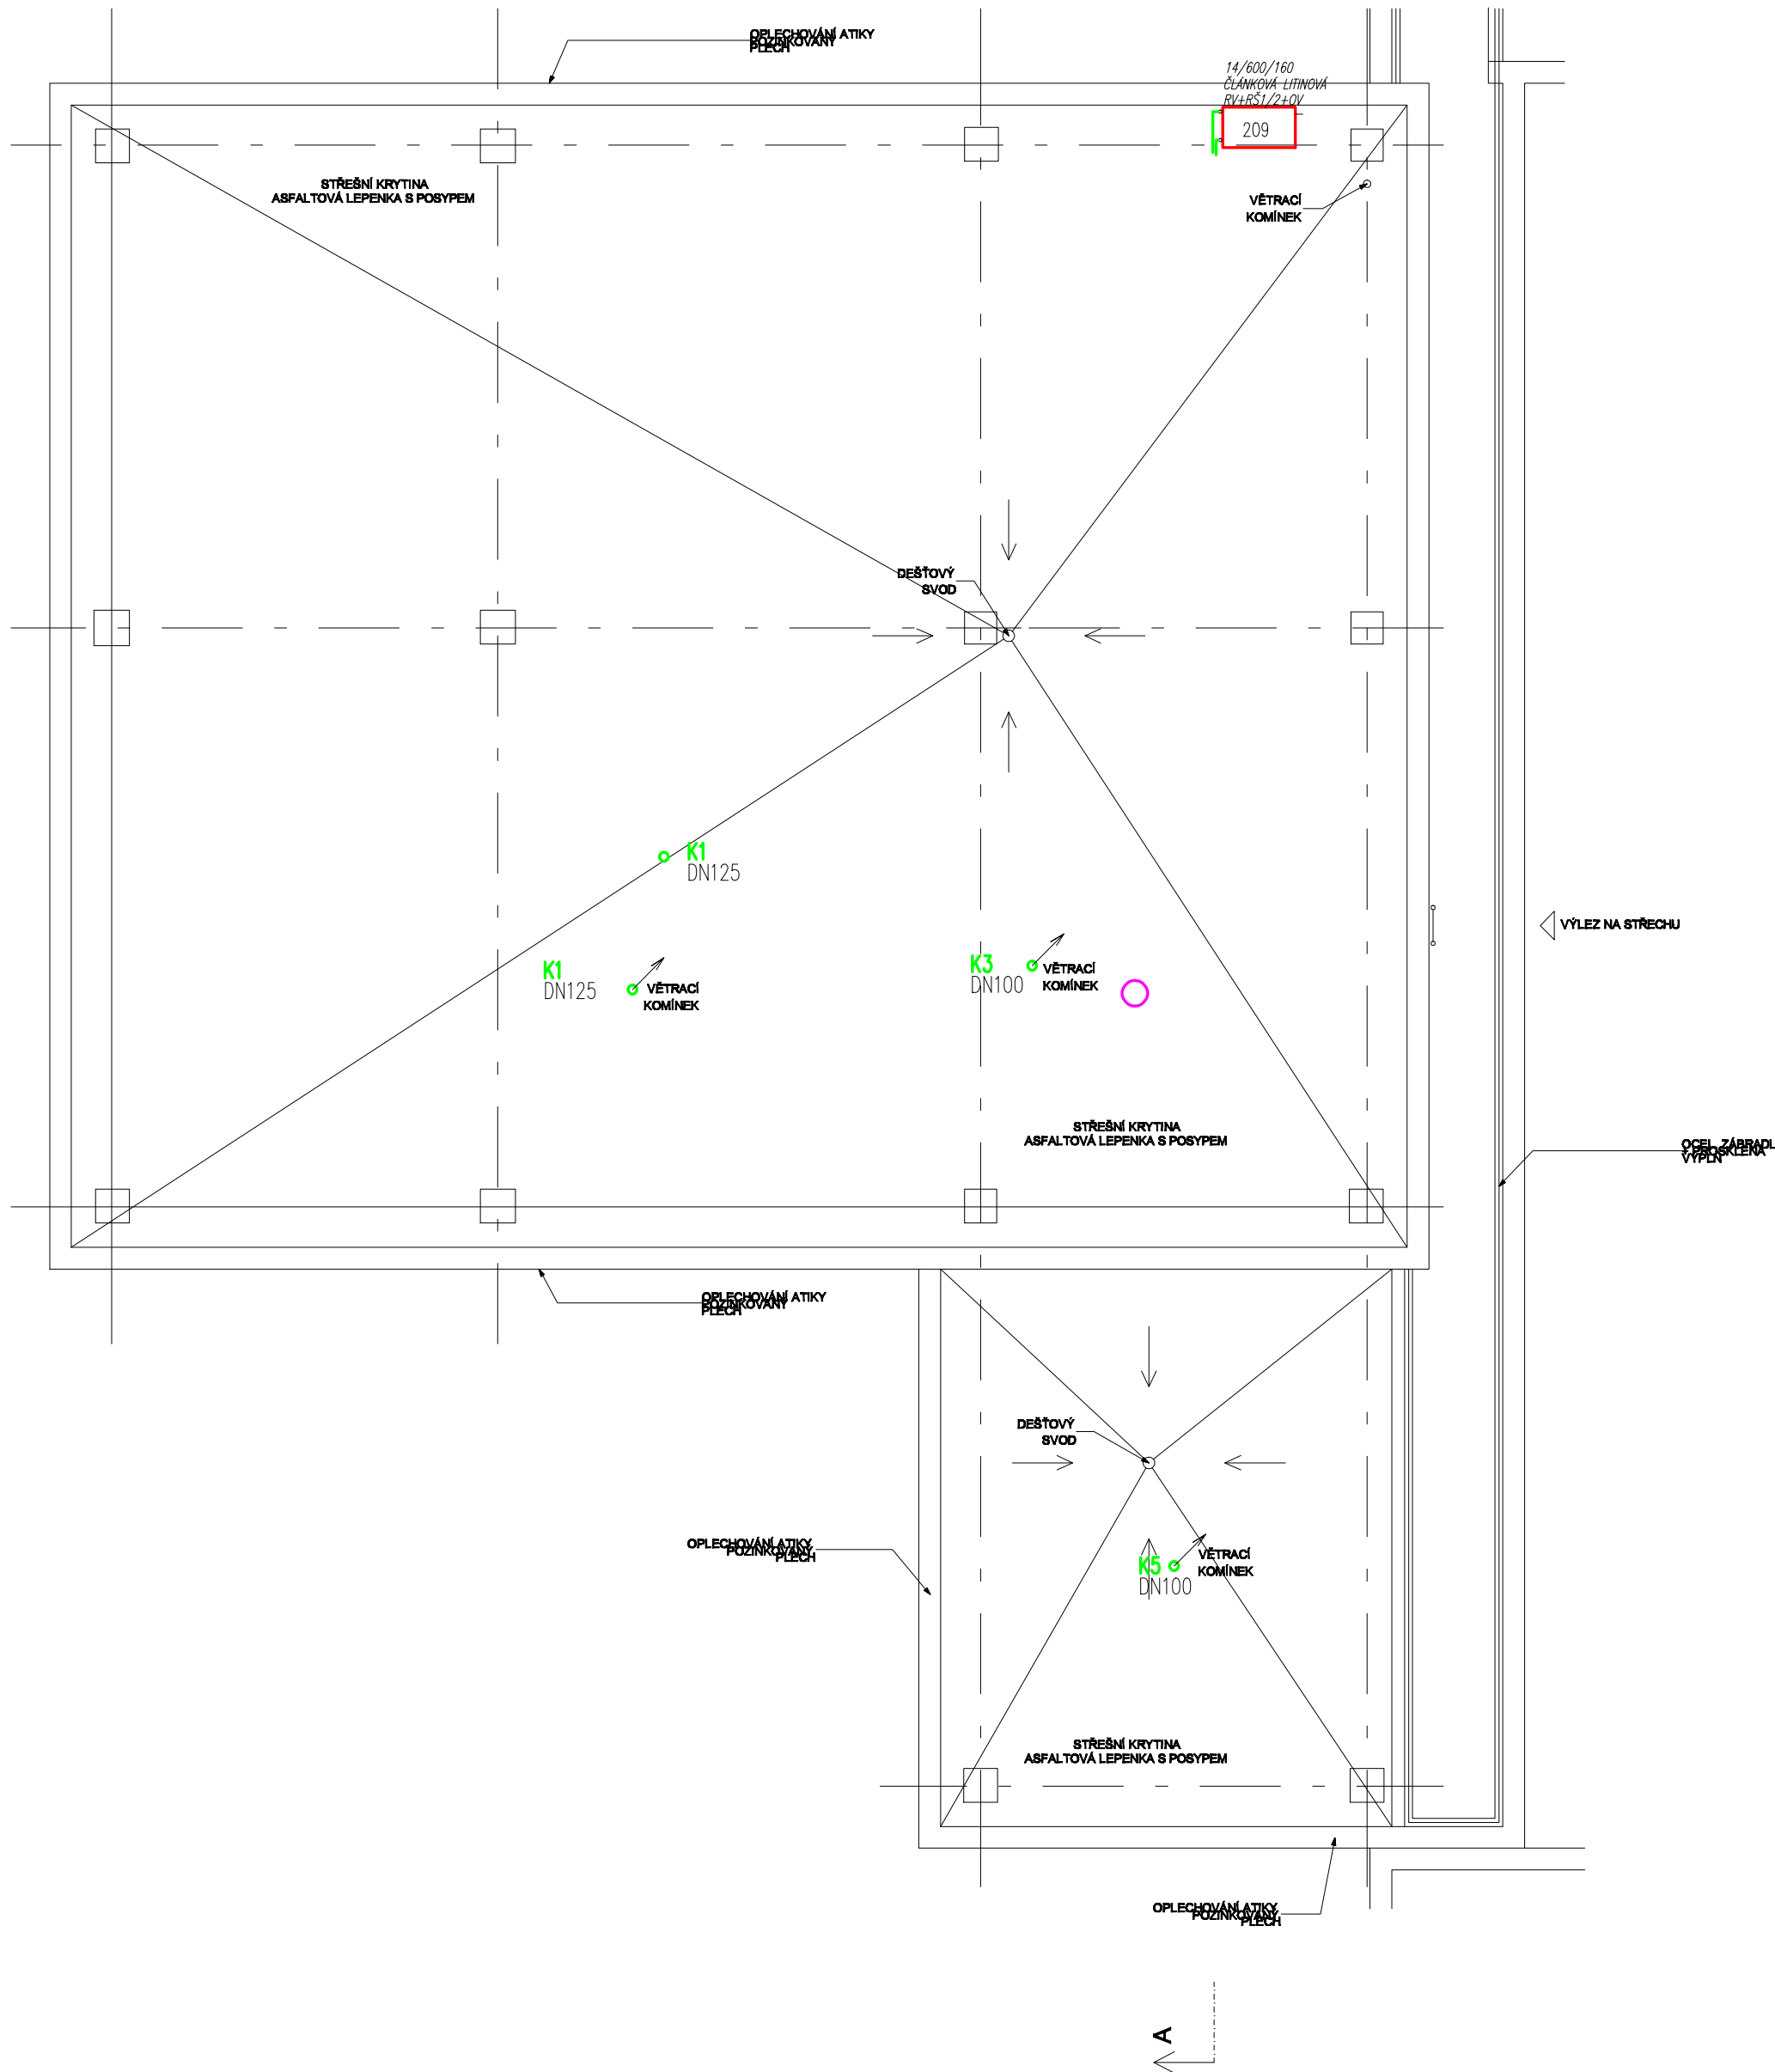 OPLECHOVÁNÍ ATIKY
POZINKOVANÝ
PLECH
14/600/160
ČLÁNKOVÁ LITINOVÁ
RV+RŠ1/2+OV
209
STŘEŠNÍ KRYTINA
ASFALTOVÁ LEPENKA S POSYPEM
VĚTRACÍ
KOMÍNEK
DEŠŤOVÝ
SVOD
K1
DN125
VÝLEZ NA STŘECHU
K1
DN125
VĚTRACÍ
KOMÍNEK
K3
DN100
VĚTRACÍ
KOMÍNEK
STŘEŠNÍ KRYTINA
ASFALTOVÁ LEPENKA S POSYPEM
OCEL. ZÁBRADL
+ PROSKLENÁ
VÝPLŇ
OPLECHOVÁNÍ ATIKY
POZINKOVANÝ
PLECH
DEŠŤOVÝ
SVOD
OPLECHOVÁNÍ ATIKY
POZINKOVANÝ
PLECH
K5
DN100
VĚTRACÍ
KOMÍNEK
STŘEŠNÍ KRYTINA
ASFALTOVÁ LEPENKA S POSYPEM
OPLECHOVÁNÍ ATIKY
POZINKOVANÝ
PLECH
A